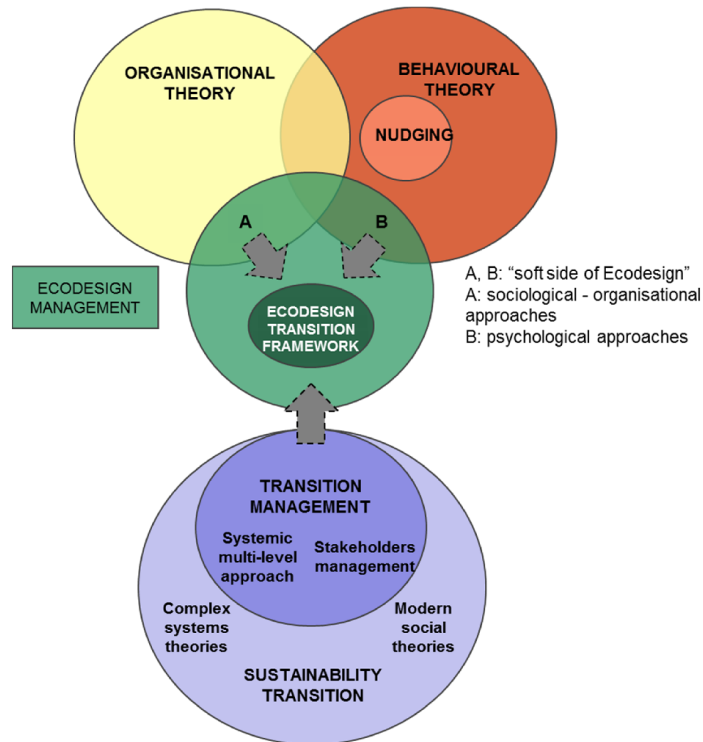 ORGANISATIONAL
THEORY
BEHAVIOURAL
THEORY
NUDGING
A
B
ECODESIGN
MANAGEMENT
A, B: “soft side of Ecodesign”
A: sociological - organisational
approaches
B: psychological approaches
ECODESIGN
TRANSITION
FRAMEWORK
TRANSITION
MANAGEMENT
Systemic
multi-level
approach
Stakeholders
management
Complex
systems
theories
Modern
social
theories
SUSTAINABILITY
TRANSITION